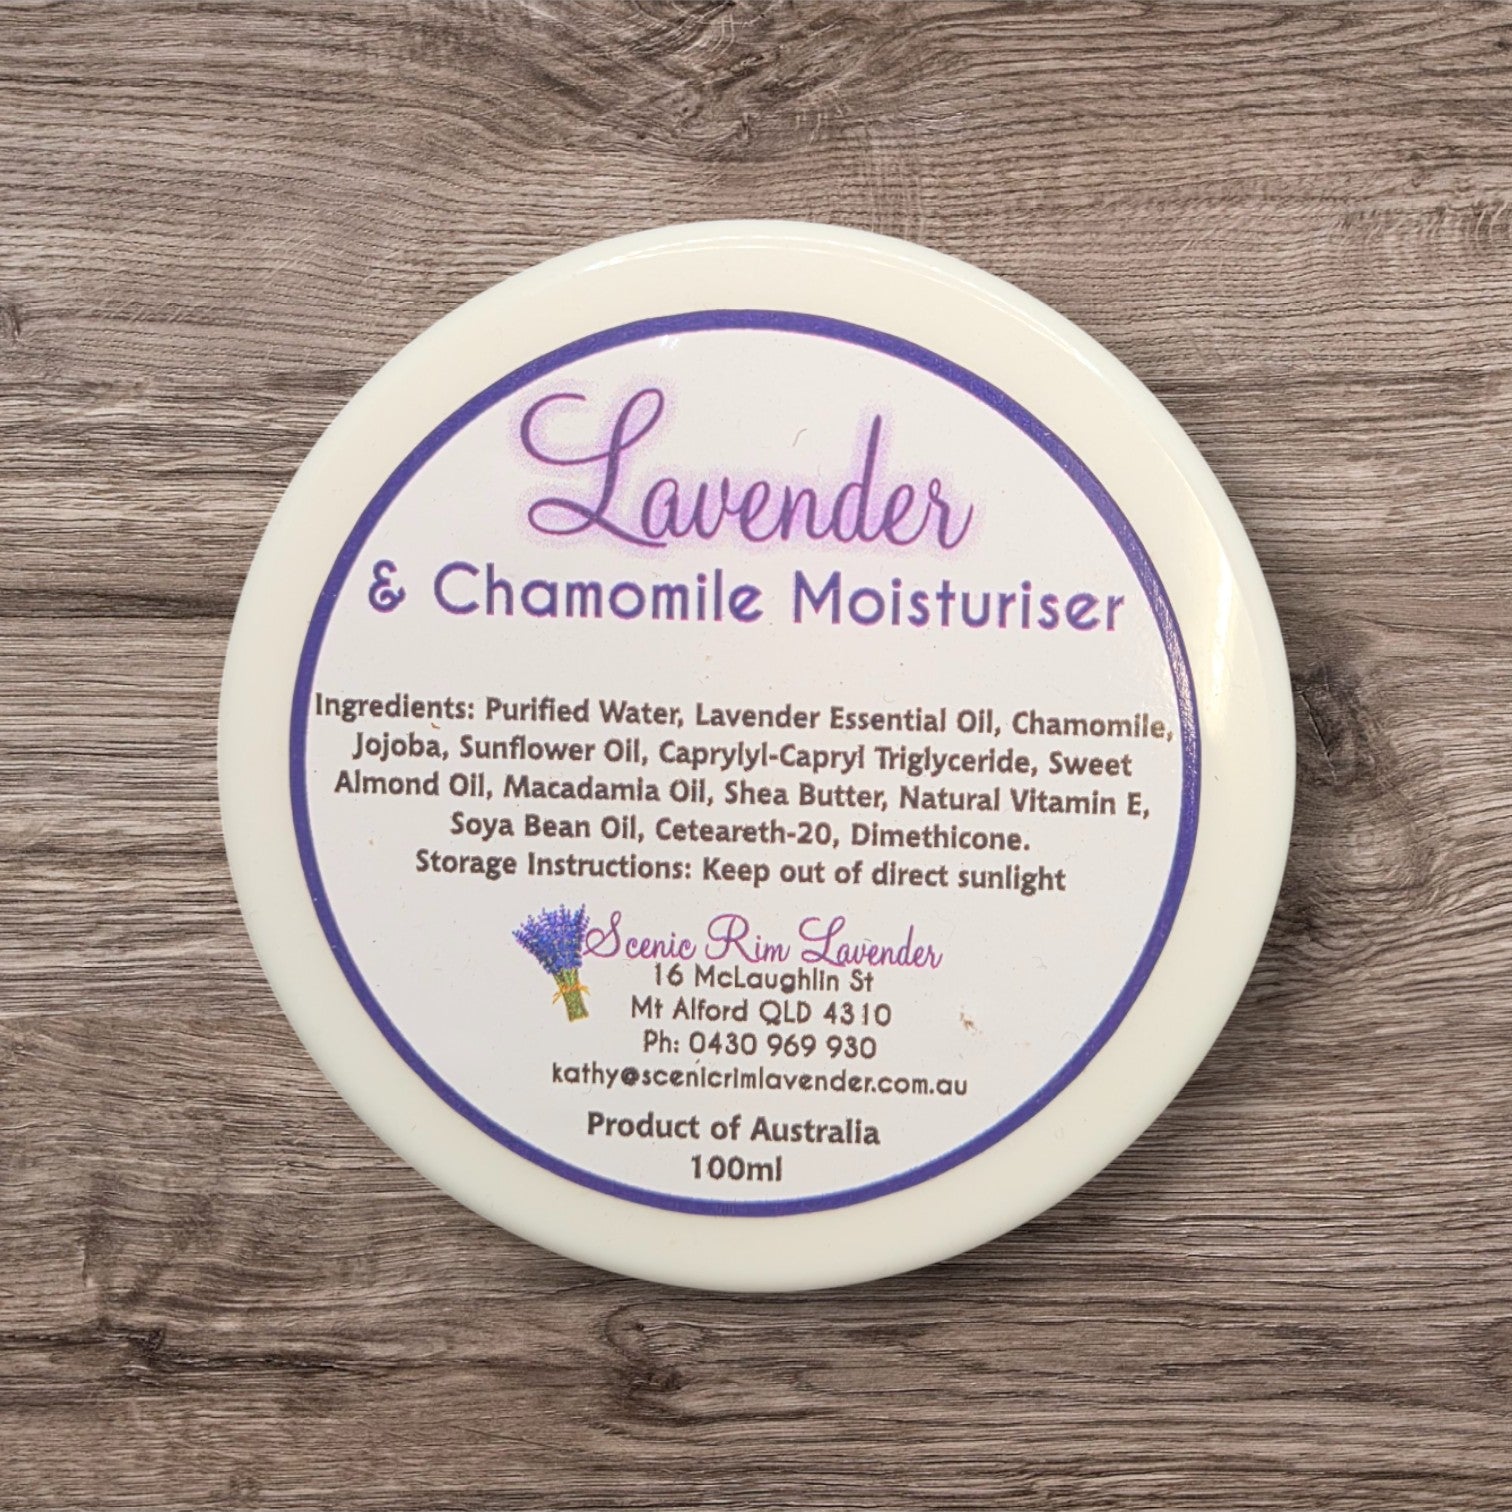 Lavender
& Chamomile Moisturiser
Ingredients: Purified Water, Lavender Essential Oil, Chamomile,
Jojoba, Sunflower Oil, Caprylyl-Capryl Triglyceride, Sweet
Almond Oil, Macadamia Oil, Shea Butter, Natural Vitamin E,
Soya Bean Oil, Ceteareth-20, Dimethicone.
Storage Instructions: Keep out of direct sunlight
Scenic Rim Lavender
16 McLaughlin St
Mt Alford QLD 4310
Ph: 0430 969 930
kathy@scenicrimlavender.com.au
Product of Australia
100ml